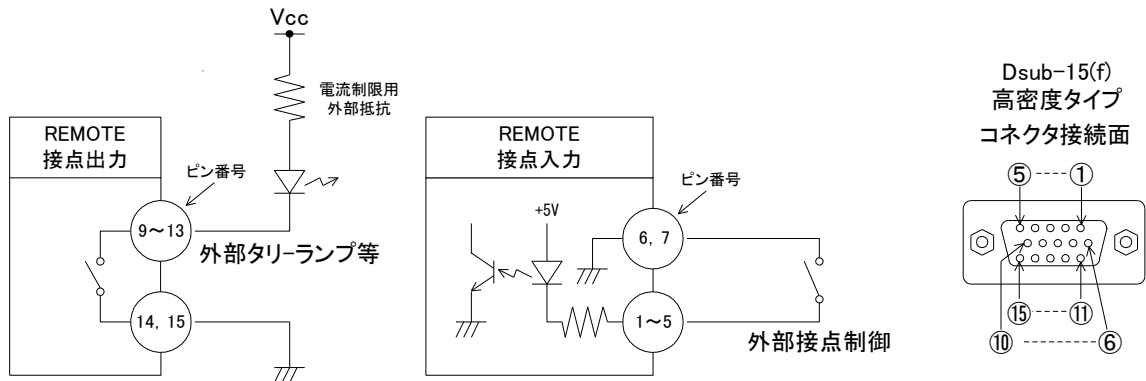 Vcc
電流制限用
外部抵抗
REMOTE
接点出力
ピン番号
9～13
外部タリーランプ等
14, 15
REMOTE
接点入力
ピン番号
+5V
6, 7
1～5
外部接点制御
Dsub-15(f)
高密度タイプ
コネクタ接続面
⑤ ①
⑮ ⑪
⑩ ⑥